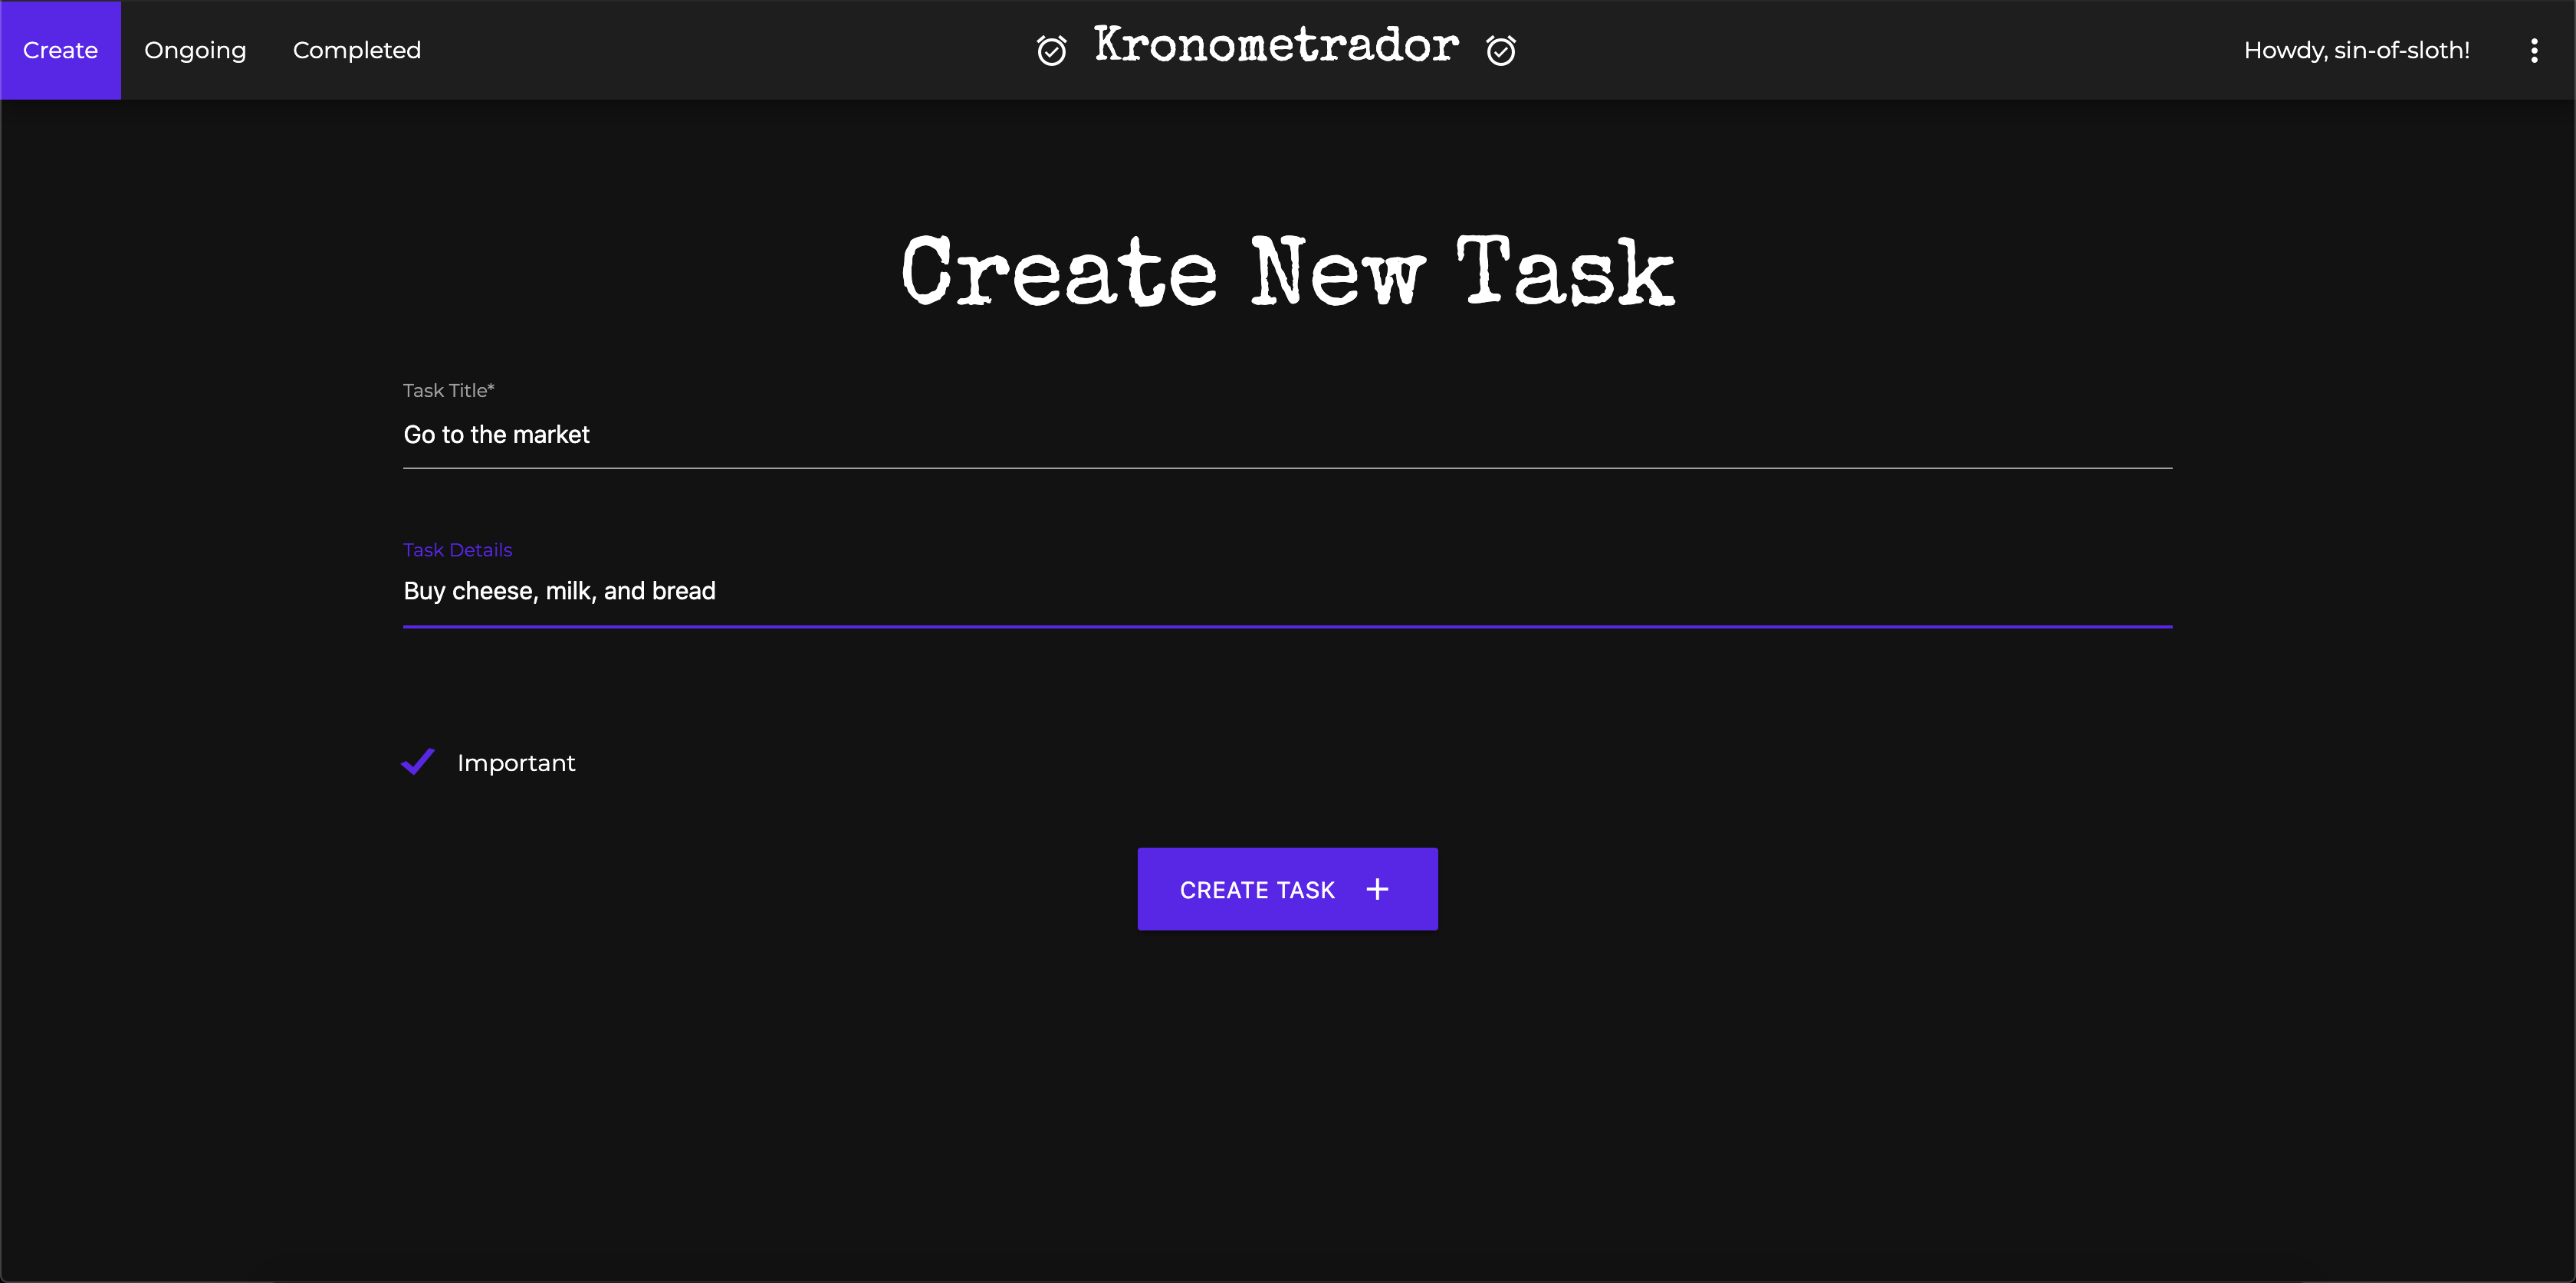 Create Ongoing Completed Kronometrador Howdy, sin-of-sloth!
Create New Task
Task Title*
Go to the market
Task Details
Buy cheese, milk, and bread
Important
CREATE TASK +